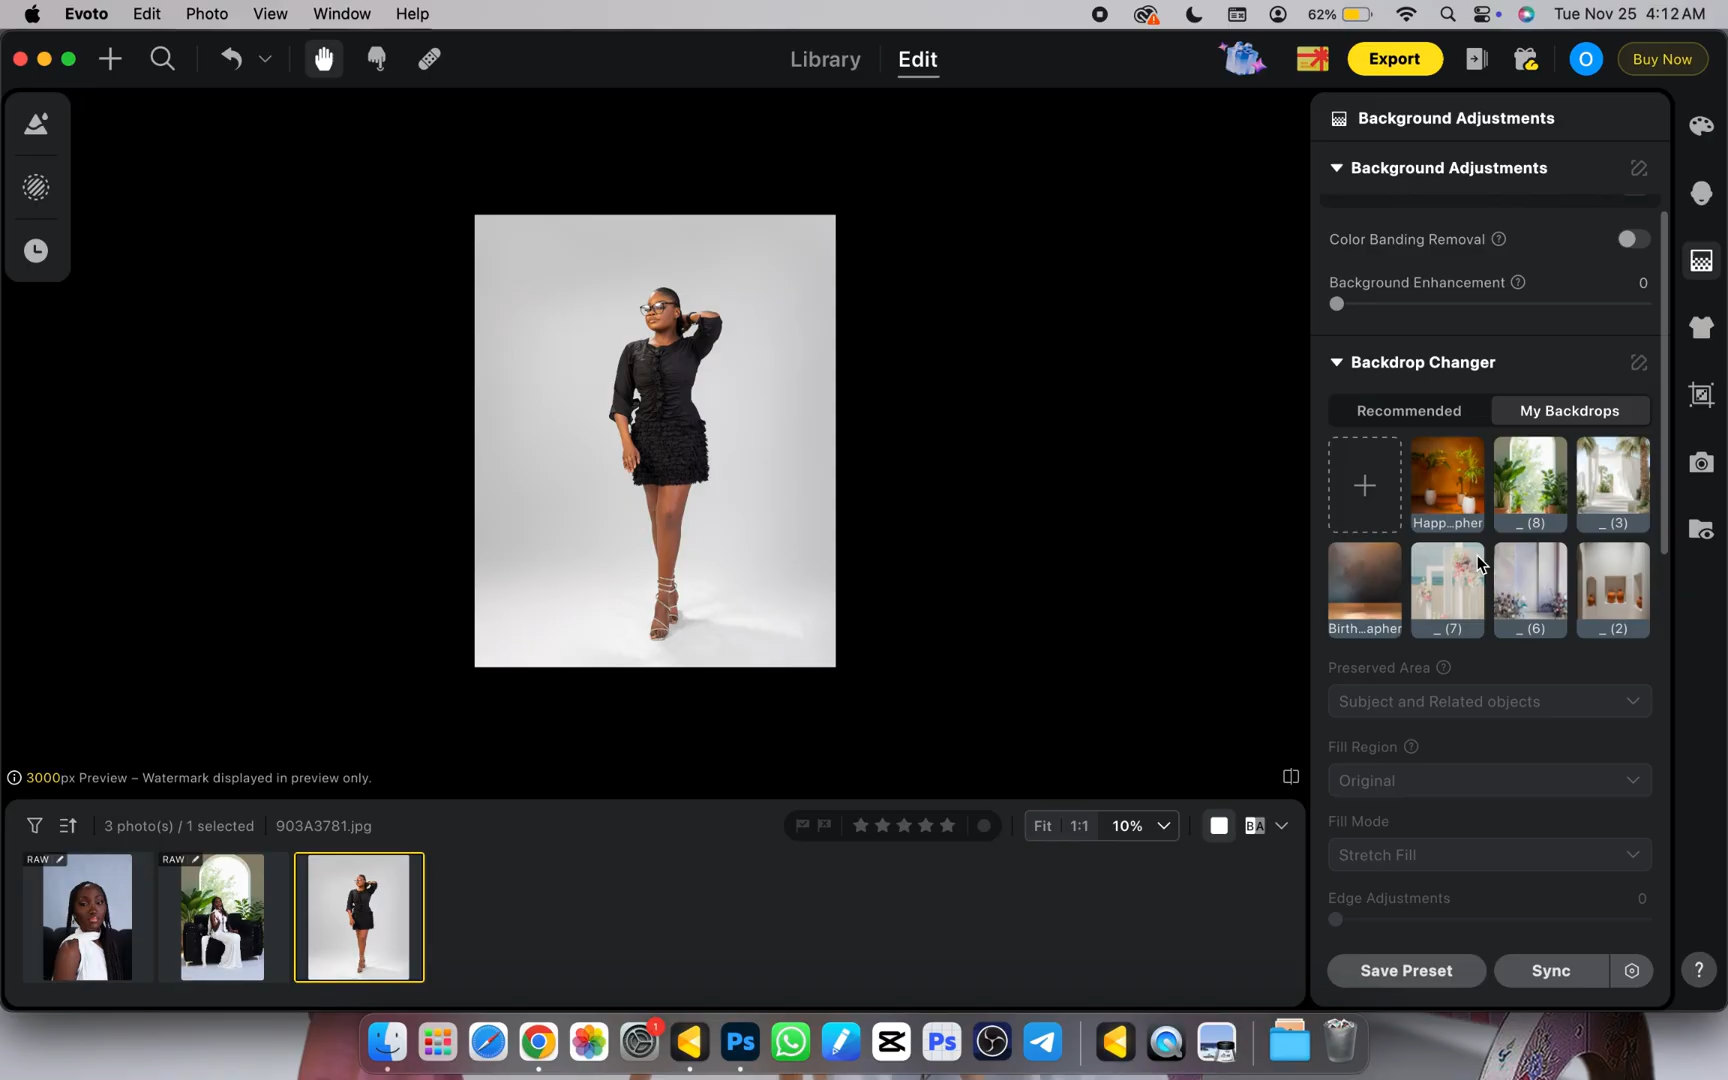 Evoto Edit Photo View Window Help 62% Tue Nov 25 4:12 AM
Library Edit Export O Buy Now
Background Adjustments
Background Adjustments
Color Banding Removal ?
Background Enhancement ? 0
Backdrop Changer
Recommended My Backdrops
Happ...pher _ (8) _ (3)
Birth...apher _ (7) _ (6) _ (2)
Preserved Area ?
Subject and Related objects
Fill Region ?
Original
Fill Mode
Stretch Fill
Edge Adjustments 0
Save Preset Sync ?
3000px Preview – Watermark displayed in preview only.
3 photo(s) / 1 selected 903A3781.jpg Fit 1:1 10% BA
RAW RAW
1 Ps Ps